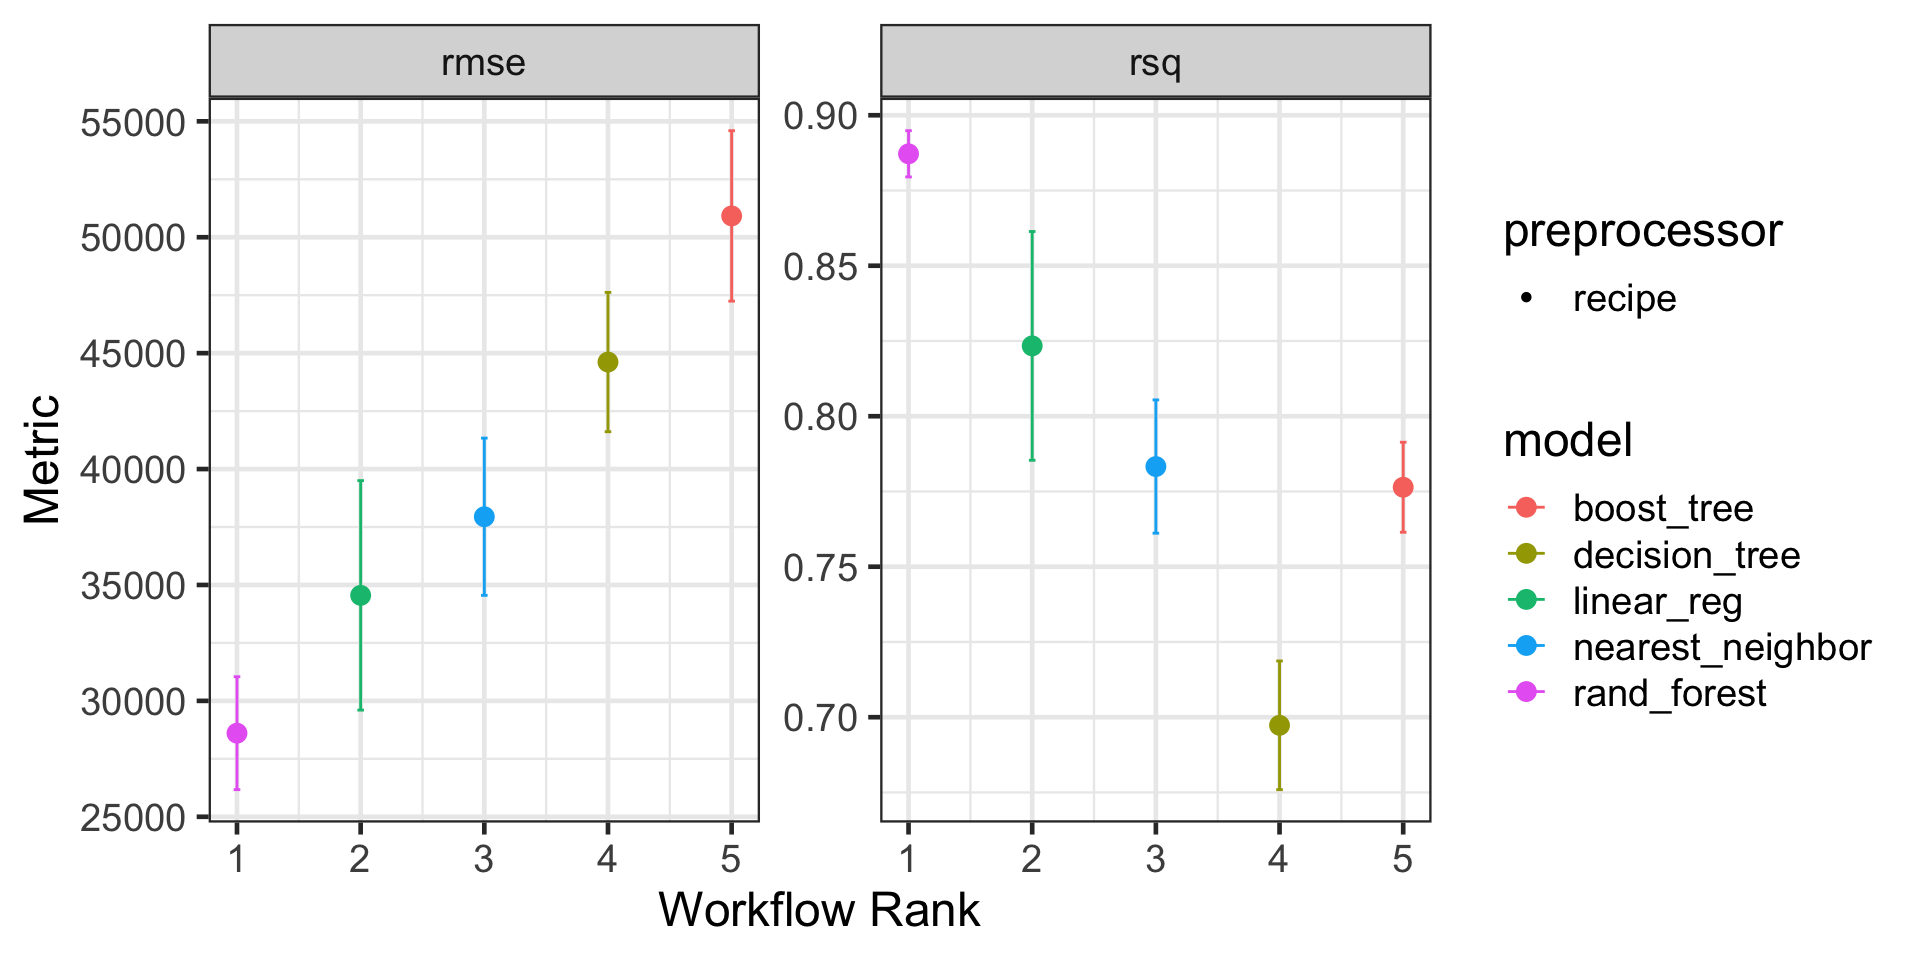 rmse
rsq
Metric
55000
50000
45000
40000
35000
30000
25000
1 2 3 4 5
0.90
0.85
0.80
0.75
0.70
1 2 3 4 5
Workflow Rank
preprocessor
recipe
model
boost_tree
decision_tree
linear_reg
nearest_neighbor
rand_forest